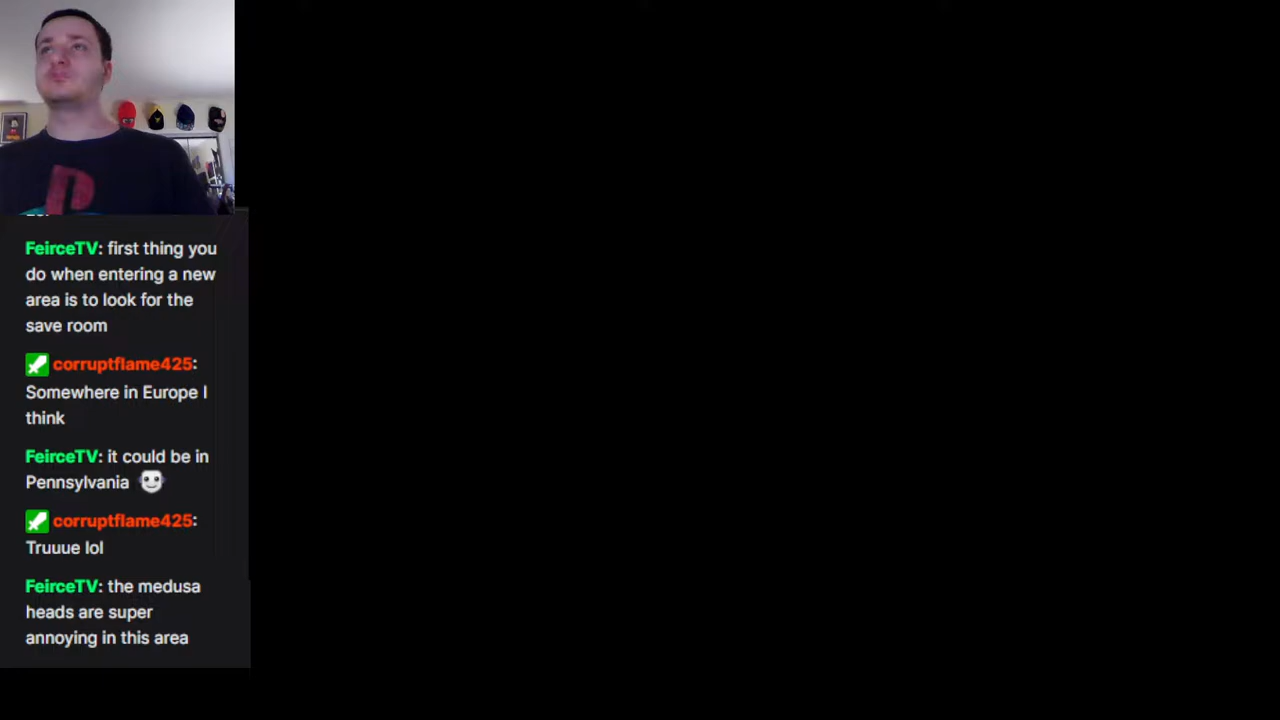 FeirceTV: first thing you
do when entering a new
area is to look for the
save room
corruptflame425:
Somewhere in Europe I
think
FeirceTV: it could be in
Pennsylvania
corruptflame425:
Truuue lol
FeirceTV: the medusa
heads are super
annoying in this area